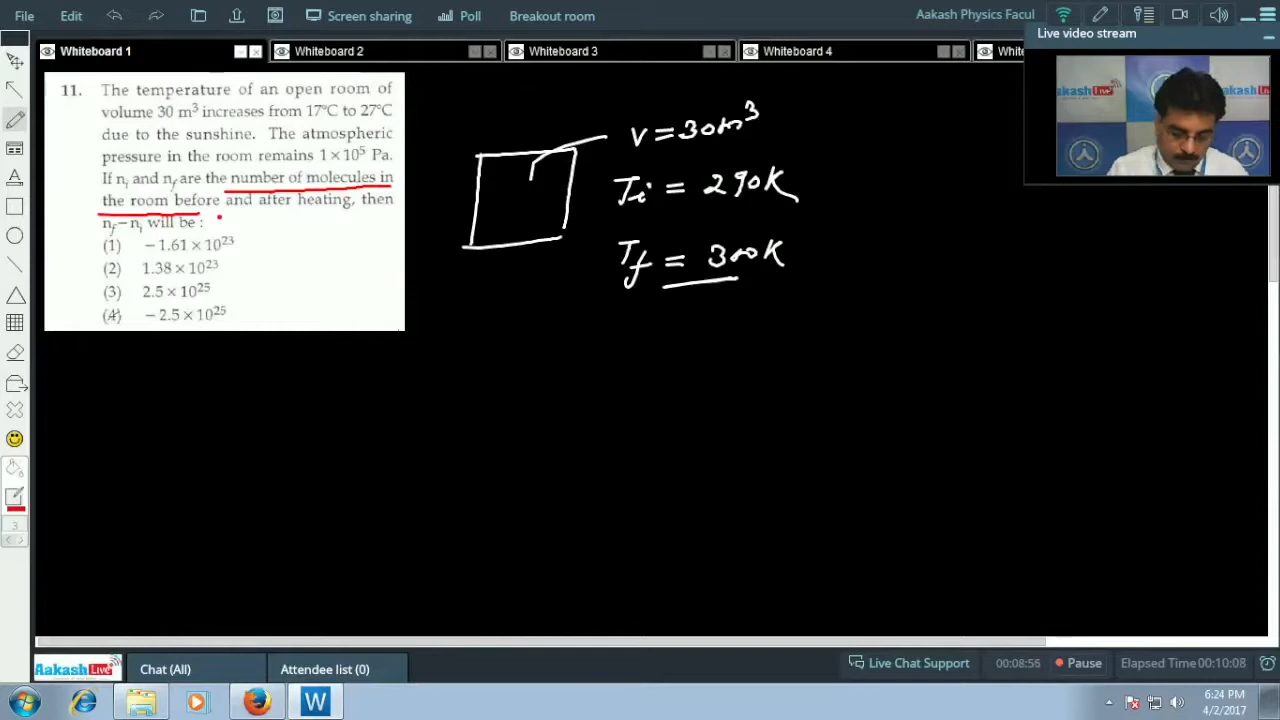 File Edit Screen sharing Poll Breakout room Aakash Physics Facul
Live video stream
Whiteboard 1 Whiteboard 2 Whiteboard 3 Whiteboard 4 Whit
11. The temperature of an open room of
volume 30 m³ increases from 17°C to 27°C
due to the sunshine. The atmospheric
pressure in the room remains 1 × 10⁵ Pa.
If nᵢ and n_f are the number of molecules in
the room before and after heating, then
n_f – nᵢ will be :
(1) – 1.61 × 10²³
(2) 1.38 × 10²³
(3) 2.5 × 10²⁵
(4) – 2.5 × 10²⁵
V = 30m³
Tᵢ = 290K
T_f = 300K
3
Aakash Live Chat (All) Attendee list (0) Live Chat Support 00:08:56 Pause Elapsed Time 00:10:08
6:24 PM
4/2/2017